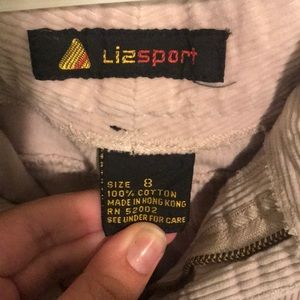 Lizsport
SIZE 8
100% COTTON
MADE IN HONG KONG
RN 52002
SEE UNDER FOR CARE